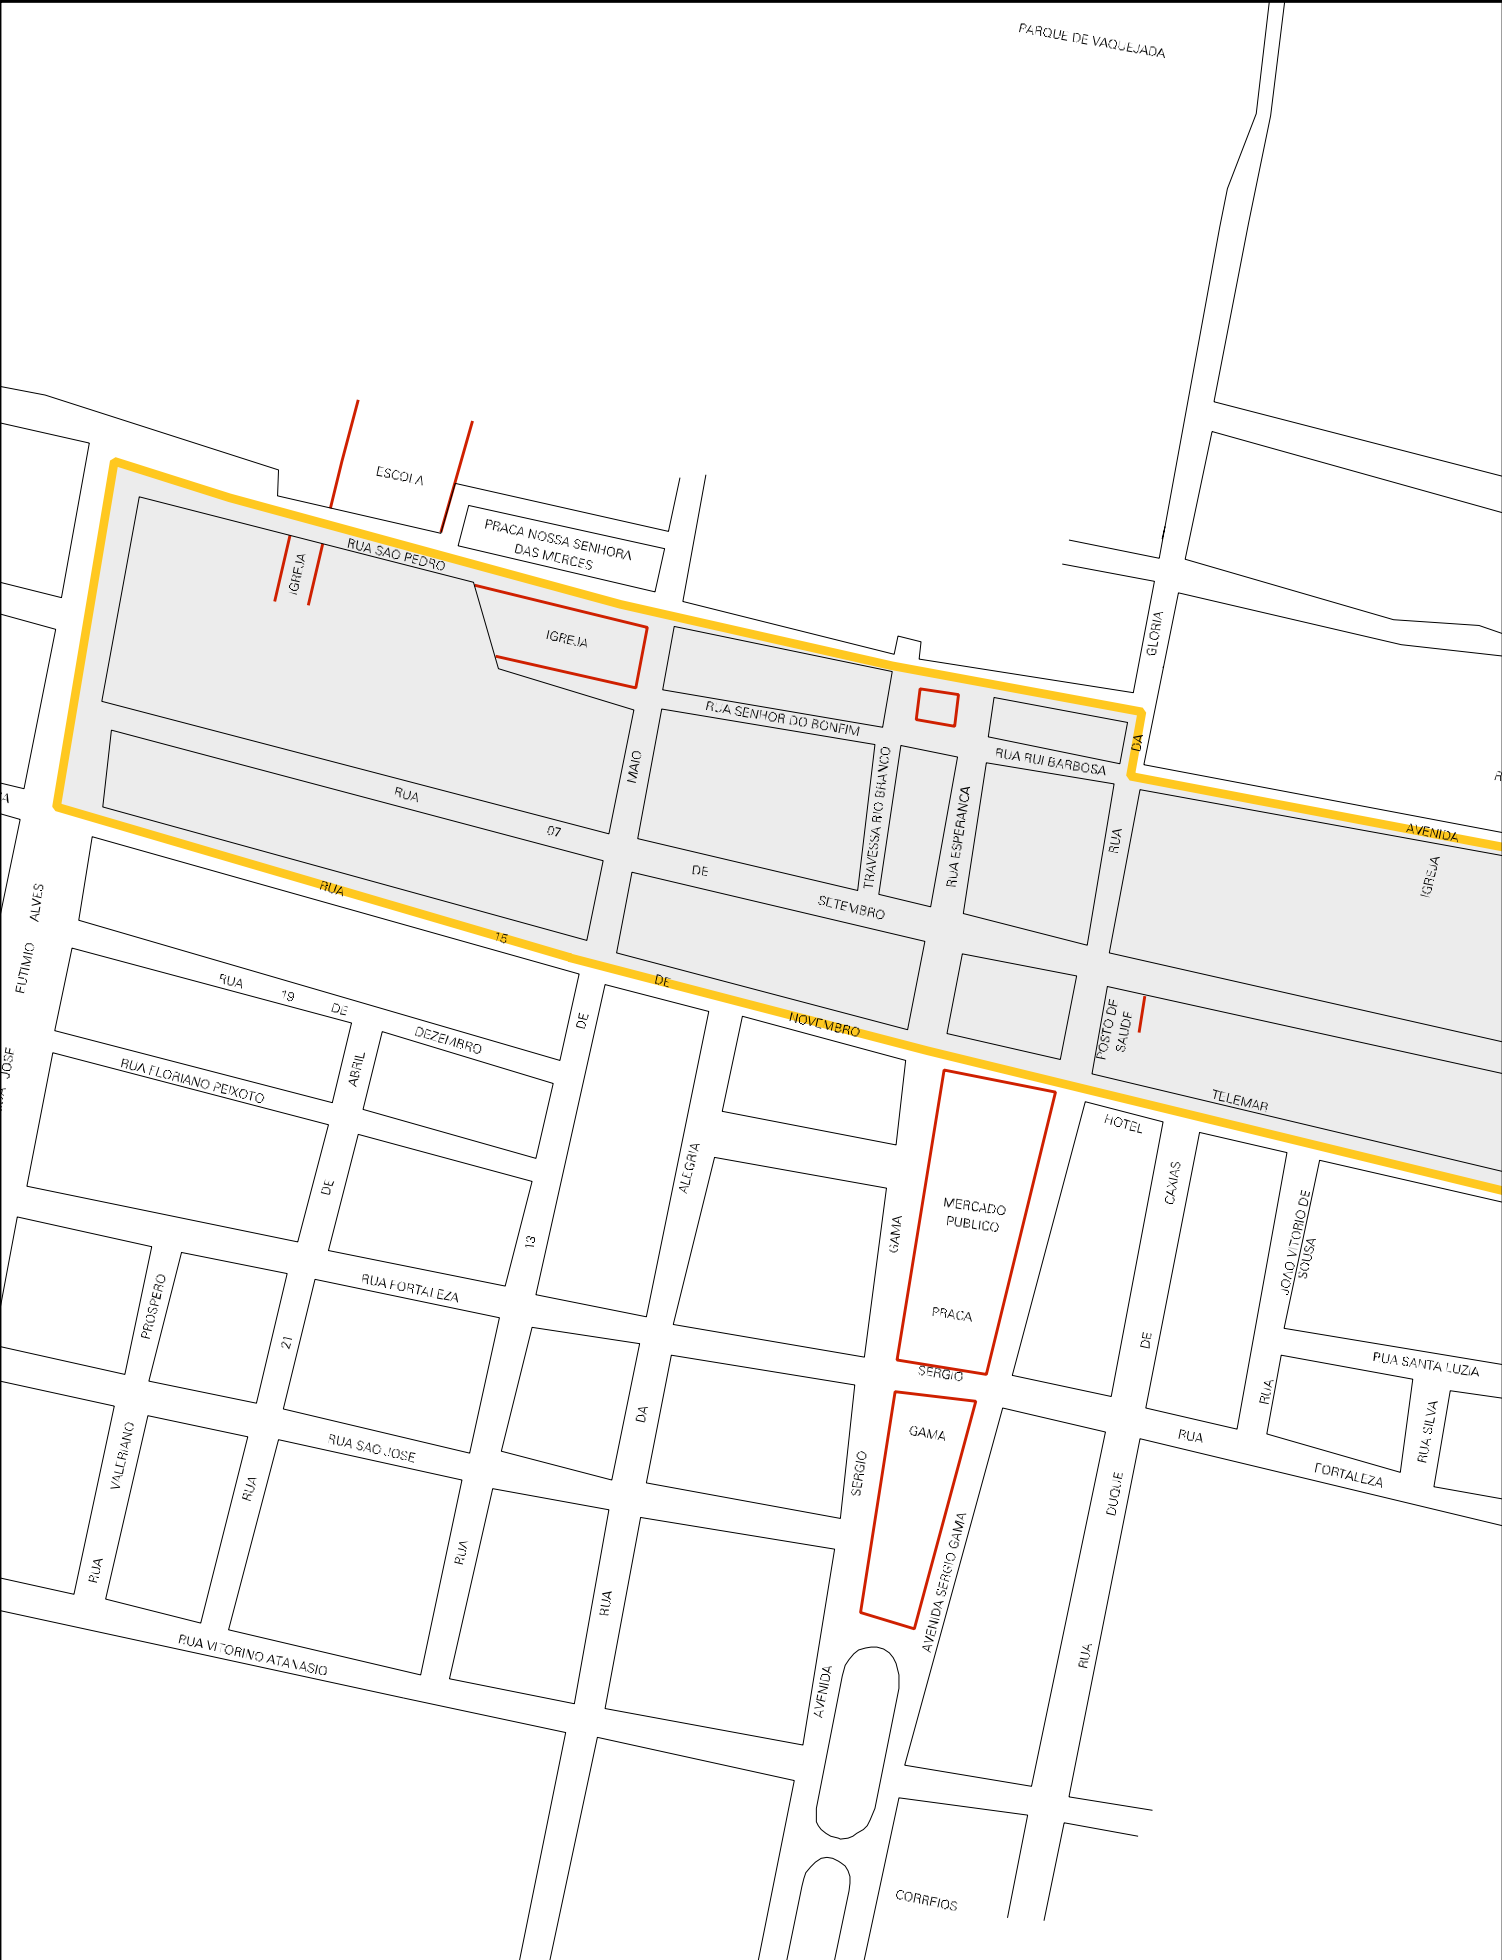 PARQUE DE VAQUEJADA
ESCOLA
PRACA NOSSA SENHORA
DAS MERCES
RUA SAO PEDRO
IGREJA
IGREJA
GLORIA
RUA SENHOR DO BONFIM
DA
RUA RUI BARBOSA
MAIO
TRAVESSA RIO BRANCO
RUA ESPERANCA
RUA
RUA
07
DE
SETEMBRO
AVENIDA
IGREJA
RUA
15
DE
NOVEMBRO
ALVES
FUTIMIO
JOSE
RUA
19
DE
DEZEMBRO
DE
POSTO DE
SAUDE
TELEMAR
HOTEL
RUA FLORIANO PEIXOTO
ABRIL
DE
ALEGRIA
GAMA
MERCADO
PUBLICO
CAXIAS
JOAO VITORIO DE
SOUSA
13
RUA FORTALEZA
PROSPERO
21
PRACA
DE
RUA SANTA LUZIA
SERGIO
RUA
RUA SILVA
DA
GAMA
RUA
FORTALEZA
VALERIANO
RUA SAO JOSE
RUA
SERGIO
DUQUE
RUA
RUA
RUA
AVENIDA SERGIO GAMA
RUA VITORINO ATANASIO
AVENIDA
RUA
CORREIOS